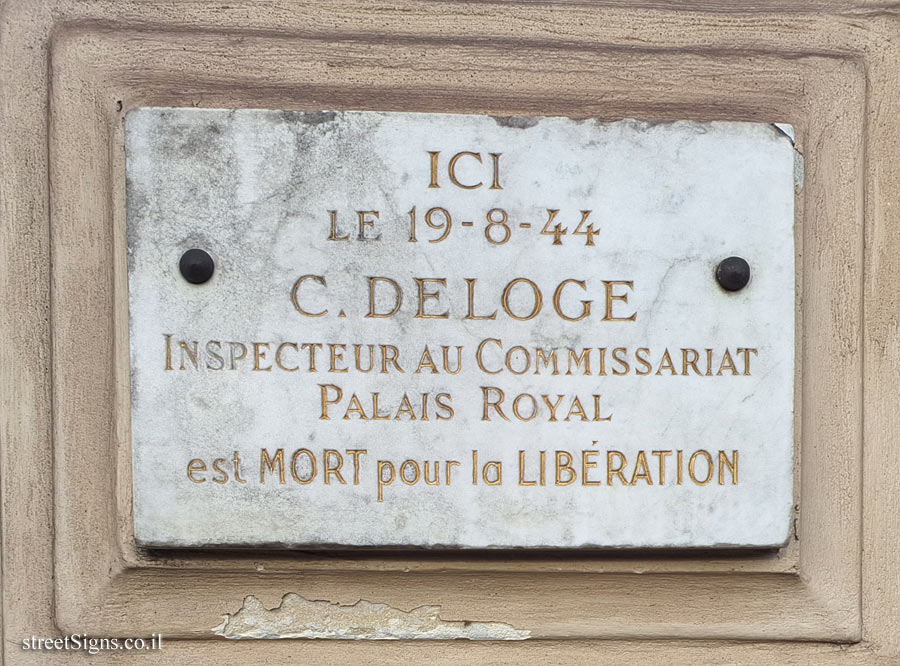 ICI
LE 19-8-44
C. DELOGE
INSPECTEUR AU COMMISSARIAT
PALAIS ROYAL
est MORT pour la LIBÉRATION
streetSigns.co.il